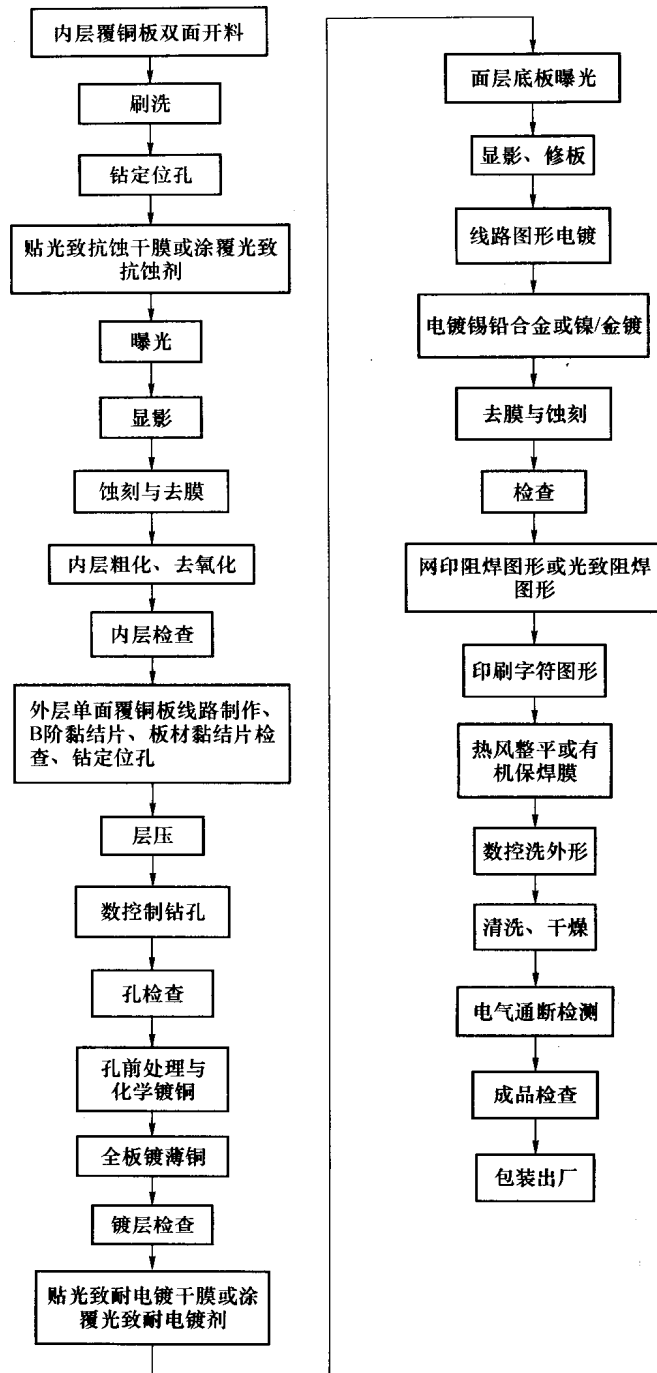 内层覆铜板双面开料
刷洗
钻定位孔
贴光致抗蚀干膜或涂覆光致
抗蚀剂
曝光
显影
蚀刻与去膜
内层粗化、去氧化
内层检查
外层单面覆铜板线路制作、
B阶黏结片、板材黏结片检
查、钻定位孔
层压
数控制钻孔
孔检查
孔前处理与
化学镀铜
全板镀薄铜
镀层检查
贴光致耐电镀干膜或涂
覆光致耐电镀剂
面层底板曝光
显影、修板
线路图形电镀
电镀锡铅合金或镍/金镀
去膜与蚀刻
检查
网印阻焊图形或光致阻焊
图形
印刷字符图形
热风整平或有
机保焊膜
数控洗外形
清洗、干燥
电气通断检测
成品检查
包装出厂